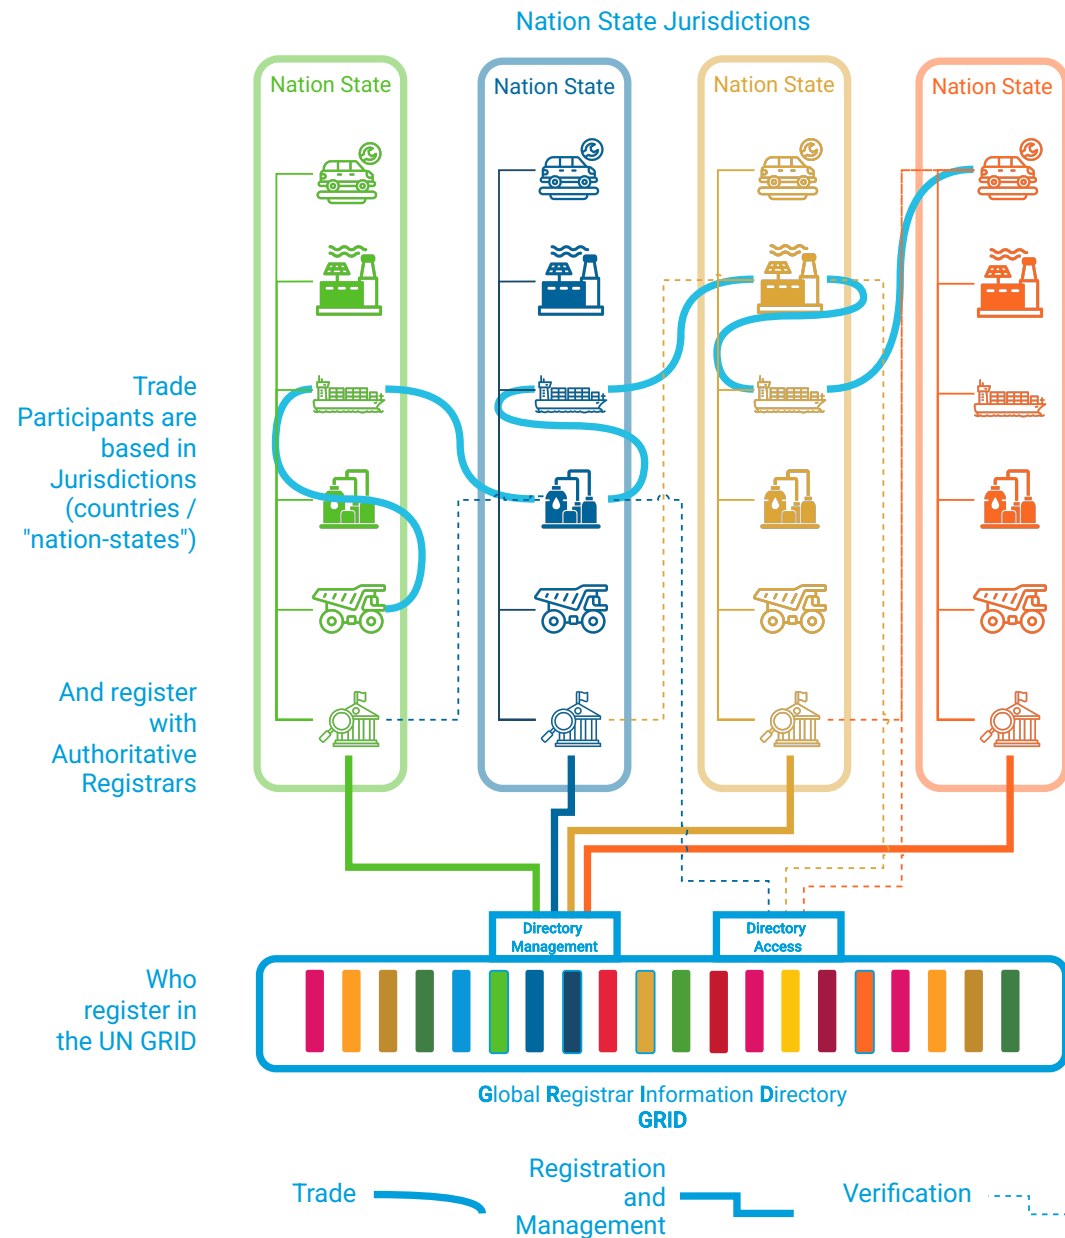 Nation State Jurisdictions
Nation State
Nation State
Nation State
Nation State
Trade
Participants are
based in
Jurisdictions
(countries /
"nation-states")
And register
with
Authoritative
Registrars
Directory
Management
Directory
Access
Who
register in
the UN GRID
Global Registrar Information Directory
GRID
Trade
Registration
and
Management
Verification